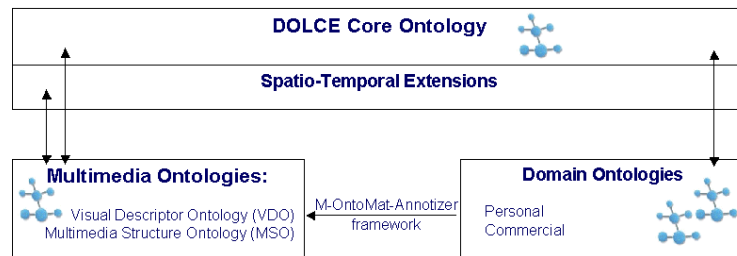 DOLCE Core Ontology
Spatio-Temporal Extensions
Multimedia Ontologies:
Visual Descriptor Ontology (VDO)
Multimedia Structure Ontology (MSO)
M-OntoMat-Annotizer
framework
Domain Ontologies
Personal
Commercial